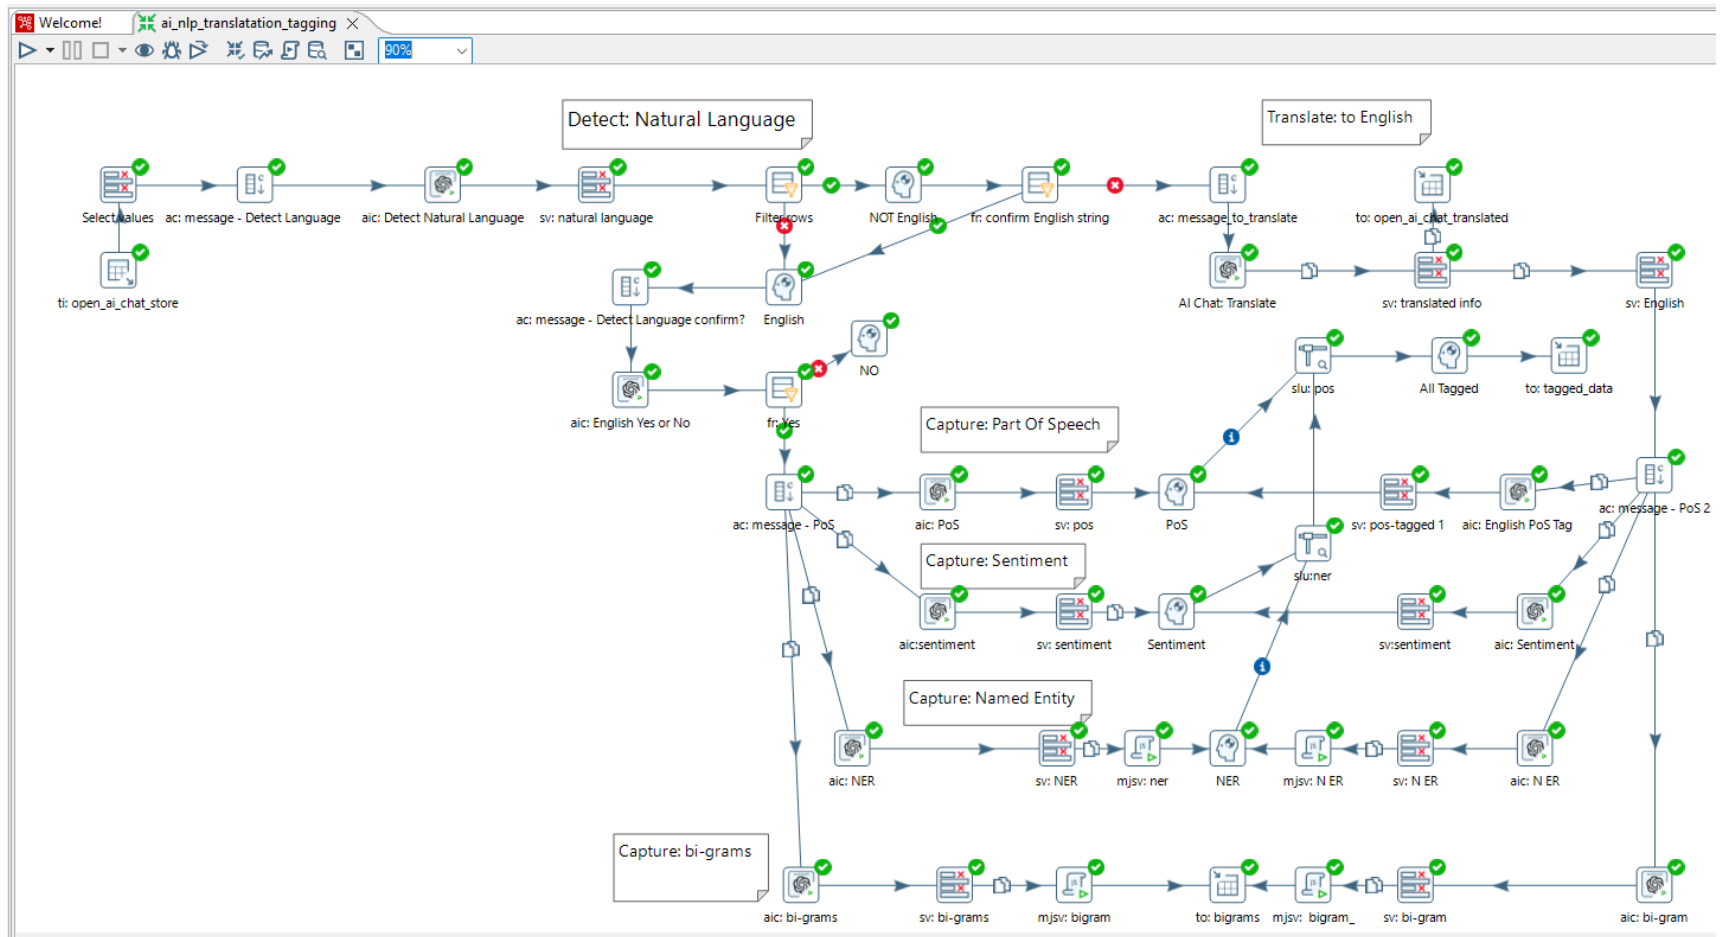 Welcome!
ai_nlp_translatation_tagging
90%
Detect: Natural Language
Translate: to English
Select values
ac: message - Detect Language
aic: Detect Natural Language
sv: natural language
Filter rows
NOT English
fr: confirm English string
ac: message_to_translate
to: open_ai_chat_translated
ti: open_ai_chat_store
ac: message - Detect Language confirm?
English
AI Chat: Translate
sv: translated info
sv: English
NO
slu: pos
All Tagged
to: tagged_data
aic: English Yes or No
fr: Yes
Capture: Part Of Speech
ac: message - PoS
aic: PoS
sv: pos
PoS
sv: pos-tagged 1
aic: English PoS Tag
ac: message - PoS 2
Capture: Sentiment
slu:ner
aic:sentiment
sv: sentiment
Sentiment
sv:sentiment
aic: Sentiment
Capture: Named Entity
aic: NER
sv: NER
mjsv: ner
NER
mjsv: N ER
sv: N ER
aic: N ER
Capture: bi-grams
aic: bi-grams
sv: bi-grams
mjsv: bigram
to: bigrams
mjsv: bigram_
sv: bi-gram
aic: bi-gram